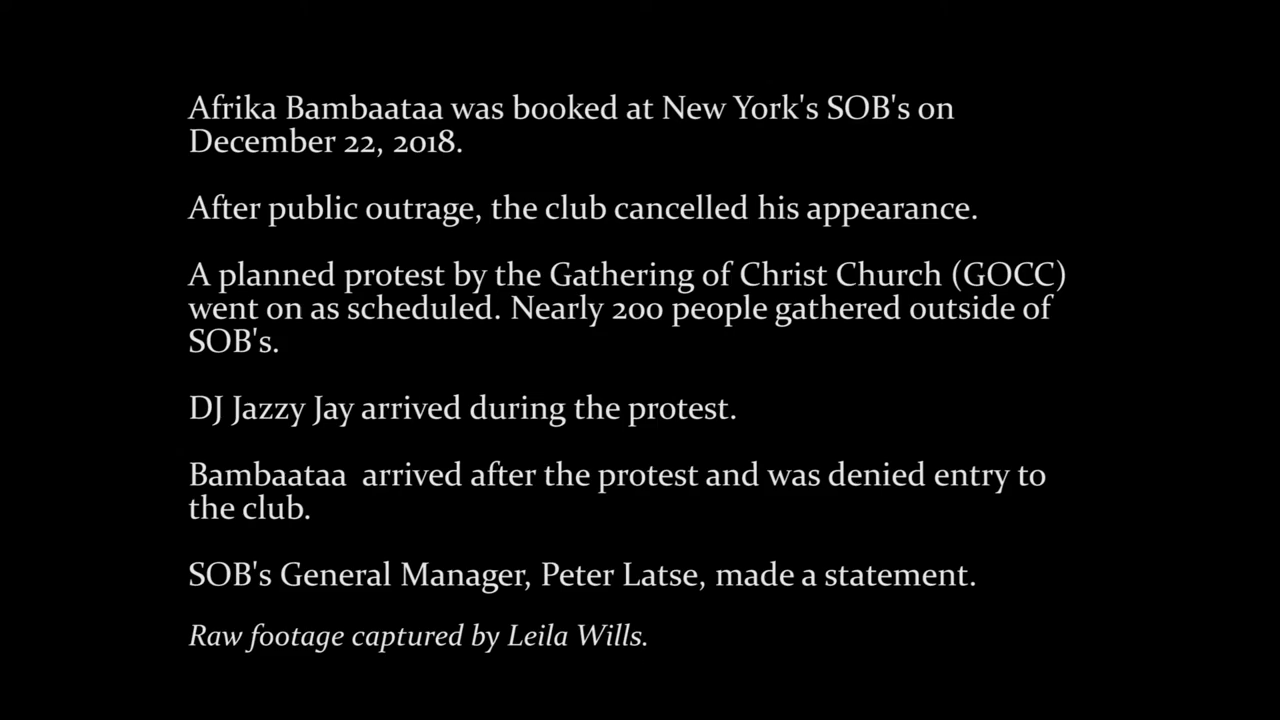 Afrika Bambaataa was booked at New York's SOB's on
December 22, 2018.
After public outrage, the club cancelled his appearance.
A planned protest by the Gathering of Christ Church (GOCC)
went on as scheduled. Nearly 200 people gathered outside of
SOB's.
DJ Jazzy Jay arrived during the protest.
Bambaataa  arrived after the protest and was denied entry to
the club.
SOB's General Manager, Peter Latse, made a statement.
Raw footage captured by Leila Wills.